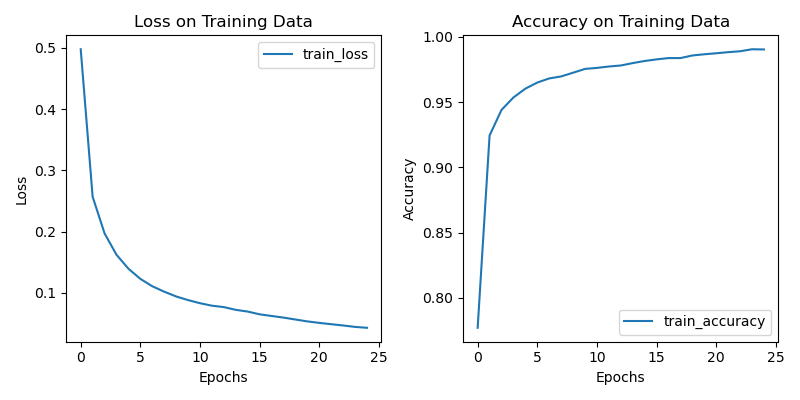 Loss on Training Data
0.5
0.4
0.3
0.2
0.1
Loss
train_loss
0 5 10 15 20 25
Epochs
Accuracy on Training Data
1.00
0.95
0.90
0.85
0.80
Accuracy
train_accuracy
0 5 10 15 20 25
Epochs